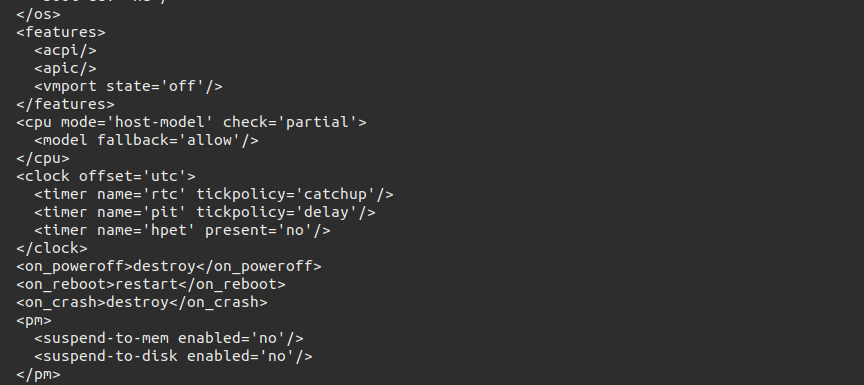 </os>
<features>
<acpi/>
<apic/>
<vmport state='off'/>
</features>
<cpu mode='host-model' check='partial'>
<model fallback='allow'/>
</cpu>
<clock offset='utc'>
<timer name='rtc' tickpolicy='catchup'/>
<timer name='pit' tickpolicy='delay'/>
<timer name='hpet' present='no'/>
</clock>
<on_poweroff>destroy</on_poweroff>
<on_reboot>restart</on_reboot>
<on_crash>destroy</on_crash>
<pm>
<suspend-to-mem enabled='no'/>
<suspend-to-disk enabled='no'/>
</pm>